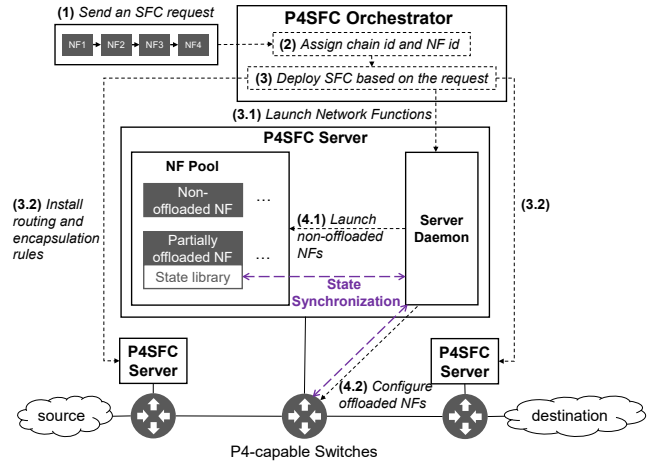 (1) Send an SFC request
NF1
NF2
NF3
NF4
P4SFC Orchestrator
(2) Assign chain id and NF id
(3) Deploy SFC based on the request
(3.1) Launch Network Functions
P4SFC Server
NF Pool
Non-
offloaded NF
...
Partially
offloaded NF
...
State library
(4.1) Launch
non-offloaded
NFs
Server
Daemon
State
Synchronization
(3.2) Install
routing and
encapsulation
rules
(3.2)
P4SFC
Server
P4SFC
Server
(4.2) Configure
offloaded NFs
source
destination
P4-capable Switches